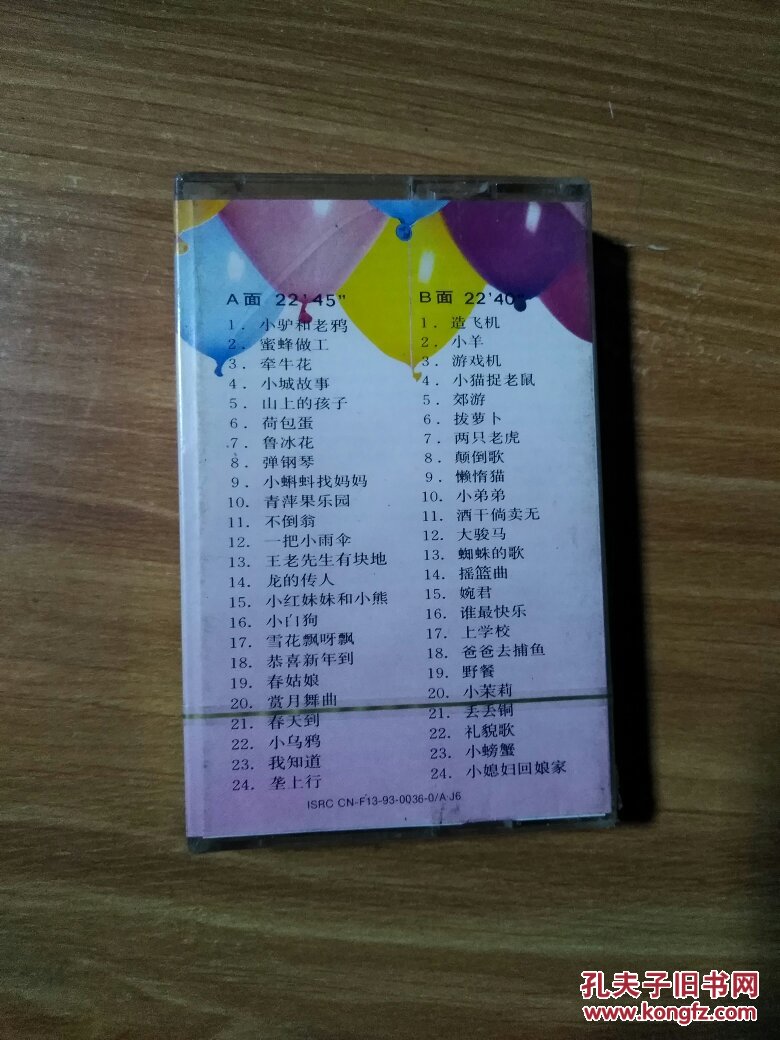 A面 22'45"
1. 小驴和老鸦
2. 蜜蜂做工
3. 牵牛花
4. 小城故事
5. 山上的孩子
6. 荷包蛋
7. 鲁冰花
8. 弹钢琴
9. 小蝌蚪找妈妈
10. 青萍果乐园
11. 不倒翁
12. 一把小雨伞
13. 王老先生有块地
14. 龙的传人
15. 小红妹妹和小熊
16. 小白狗
17. 雪花飘呀飘
18. 恭喜新年到
19. 春姑娘
20. 赏月舞曲
21. 春天到
22. 小乌鸦
23. 我知道
24. 垄上行
B面 22'40"
1. 造飞机
2. 小羊
3. 游戏机
4. 小猫捉老鼠
5. 郊游
6. 拔萝卜
7. 两只老虎
8. 颠倒歌
9. 懒惰猫
10. 小弟弟
11. 酒干倘卖无
12. 大骏马
13. 蜘蛛的歌
14. 摇篮曲
15. 婉君
16. 谁最快乐
17. 上学校
18. 爸爸去捕鱼
19. 野餐
20. 小茉莉
21. 丢丢铜
22. 礼貌歌
23. 小螃蟹
24. 小媳妇回娘家
ISRC CN-F13-93-0036-0/A·J6
孔夫子旧书网
www.kongfz.com